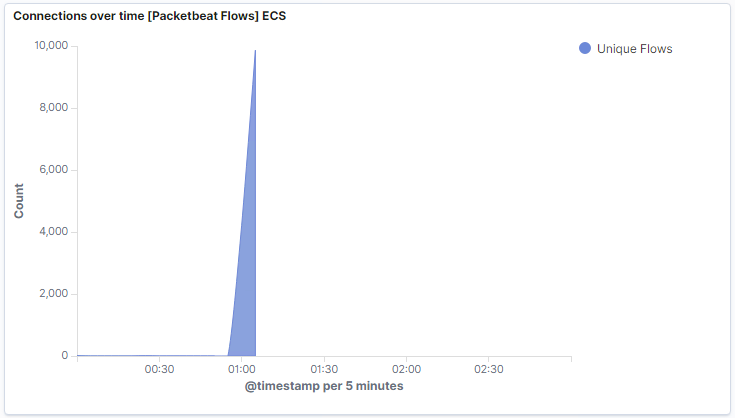 Connections over time [Packetbeat Flows] ECS
Unique Flows
10,000
8,000
6,000
4,000
2,000
0
Count
00:30 01:00 01:30 02:00 02:30
@timestamp per 5 minutes